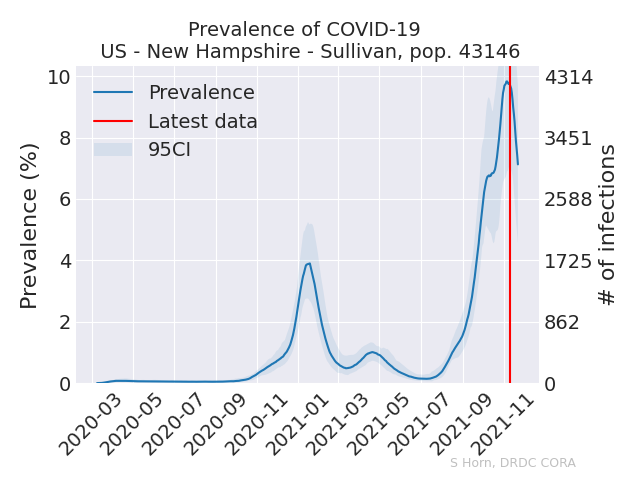 Prevalence of COVID-19
US - New Hampshire - Sullivan, pop. 43146
Prevalence
Latest data
95CI
Prevalence (%)
10
8
6
4
2
0
4314
3451
2588
1725
862
0
# of infections
2020-03
2020-05
2020-07
2020-09
2020-11
2021-01
2021-03
2021-05
2021-07
2021-09
2021-11
S Horn, DRDC CORA